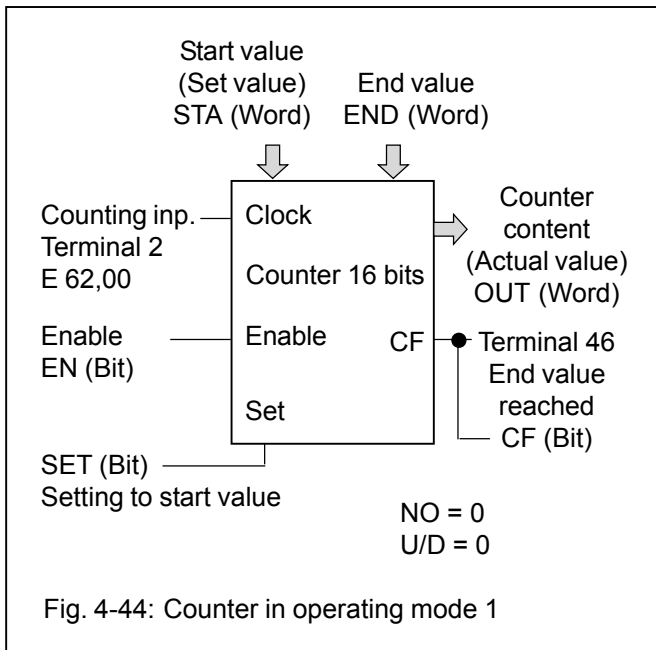 Start value
(Set value)
STA (Word)
End value
END (Word)
Counting inp.
Terminal 2
E 62,00
Clock
Counter
content
(Actual value)
OUT (Word)
Counter 16 bits
Enable
EN (Bit)
Enable
CF
Terminal 46
End value
reached
CF (Bit)
Set
SET (Bit)
Setting to start value
NO = 0
U/D = 0
Fig. 4-44: Counter in operating mode 1